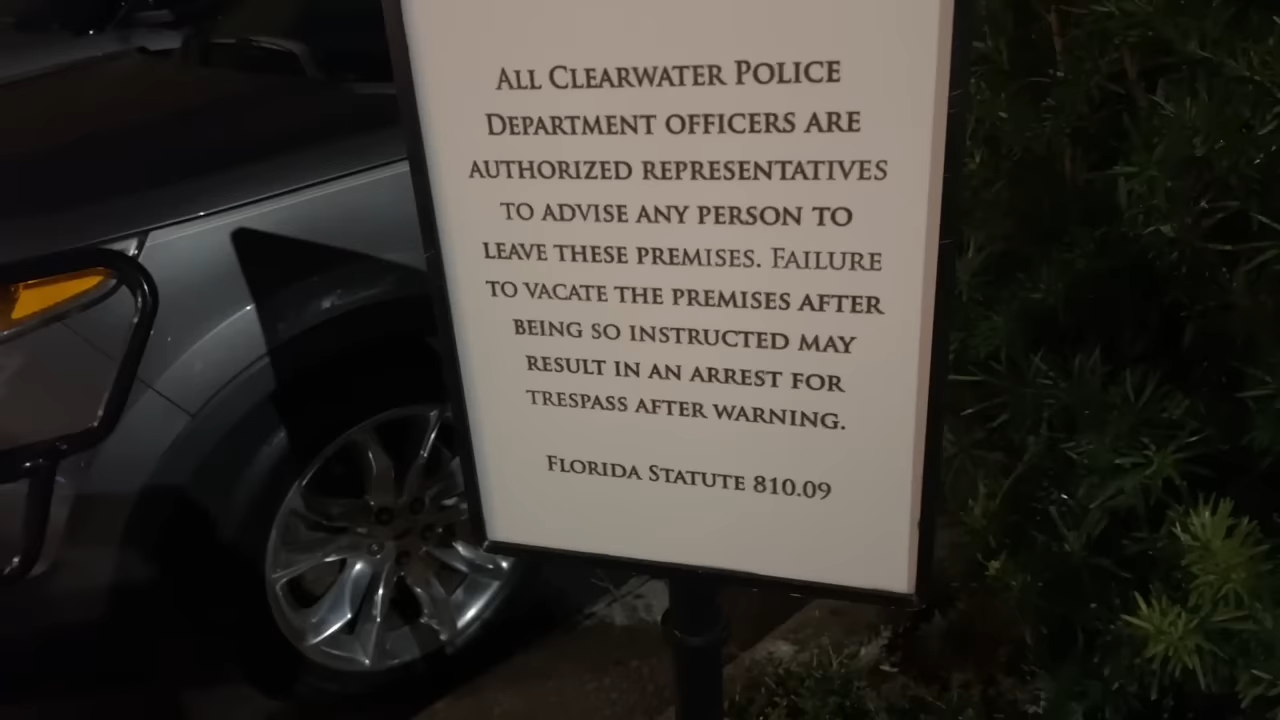 All Clearwater Police
Department officers are
authorized representatives
to advise any person to
leave these premises. Failure
to vacate the premises after
being so instructed may
result in an arrest for
trespass after warning.
Florida Statute 810.09